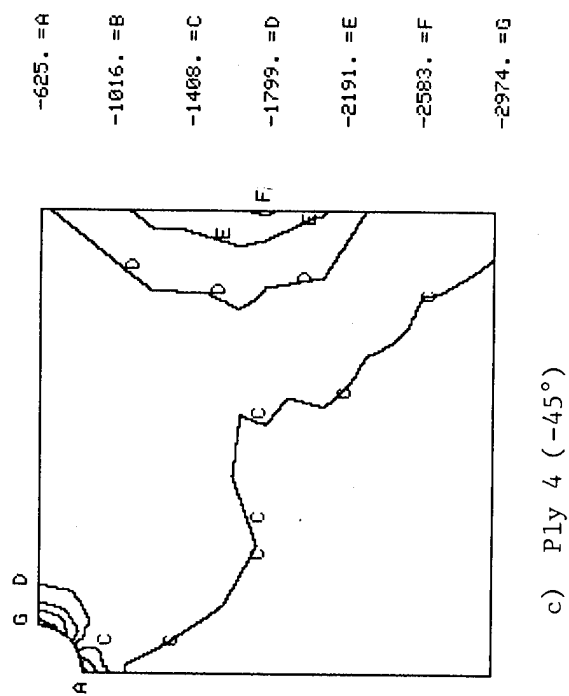 -625. =A
-1016. =B
-1408. =C
-1799. =D
-2191. =E
-2583. =F
-2974. =G
G D
A
C
C
C
C
C
C
D
D
D
E
E
F
c) Ply 4 (-45°)